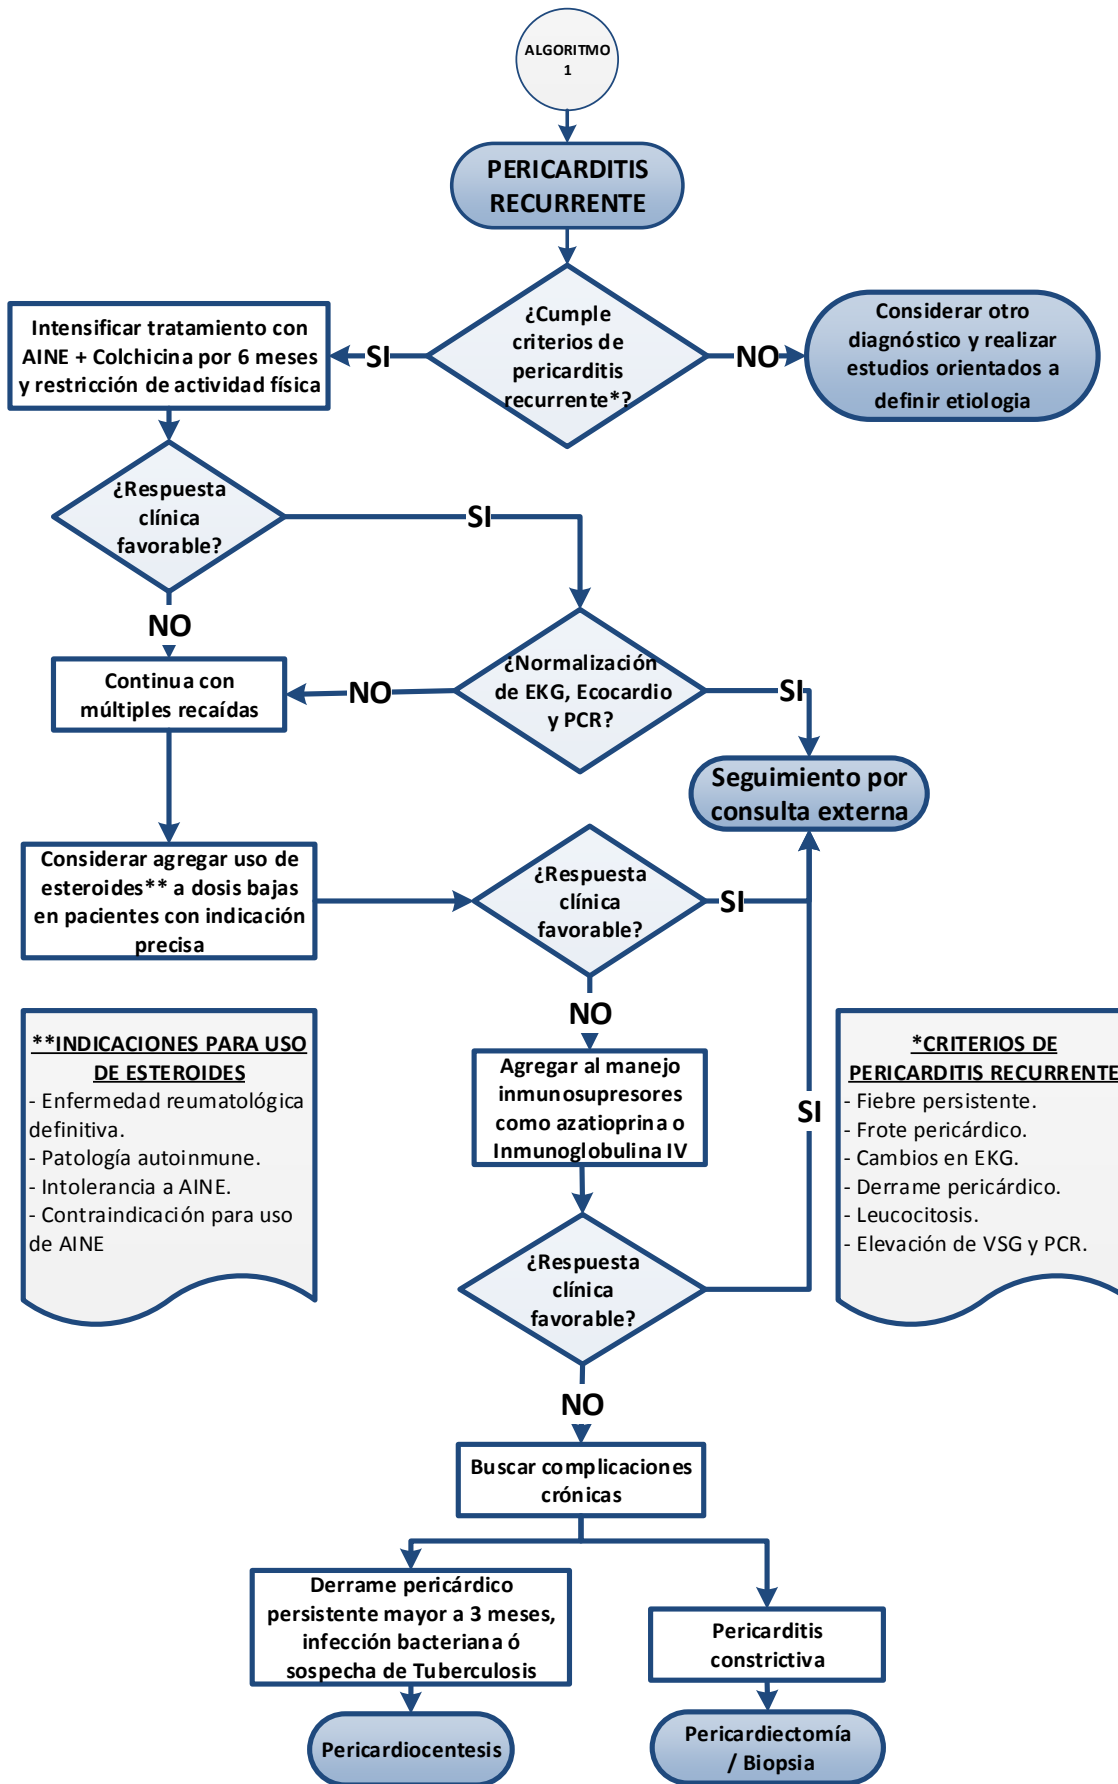 ALGORITMO
1
PERICARDITIS
RECURRENTE
¿Cumple
criterios de
pericarditis
recurrente*?
SI
NO
Intensificar tratamiento con
AINE + Colchicina por 6 meses
y restricción de actividad física
Considerar otro
diagnóstico y realizar
estudios orientados a
definir etiologia
¿Respuesta
clínica
favorable?
SI
NO
¿Normalización
de EKG, Ecocardio
y PCR?
NO
SI
Continua con
múltiples recaídas
Seguimiento por
consulta externa
Considerar agregar uso de
esteroides** a dosis bajas
en pacientes con indicación
precisa
¿Respuesta
clínica
favorable?
SI
NO
**INDICACIONES PARA USO
DE ESTEROIDES
- Enfermedad reumatológica
definitiva.
- Patología autoinmune.
- Intolerancia a AINE.
- Contraindicación para uso
de AINE
Agregar al manejo
inmunosupresores
como azatioprina o
Inmunoglobulina IV
SI
*CRITERIOS DE
PERICARDITIS RECURRENTE
- Fiebre persistente.
- Frote pericárdico.
- Cambios en EKG.
- Derrame pericárdico.
- Leucocitosis.
- Elevación de VSG y PCR.
¿Respuesta
clínica
favorable?
NO
Buscar complicaciones
crónicas
Derrame pericárdico
persistente mayor a 3 meses,
infección bacteriana ó
sospecha de Tuberculosis
Pericarditis
constrictiva
Pericardiocentesis
Pericardiectomía
/ Biopsia